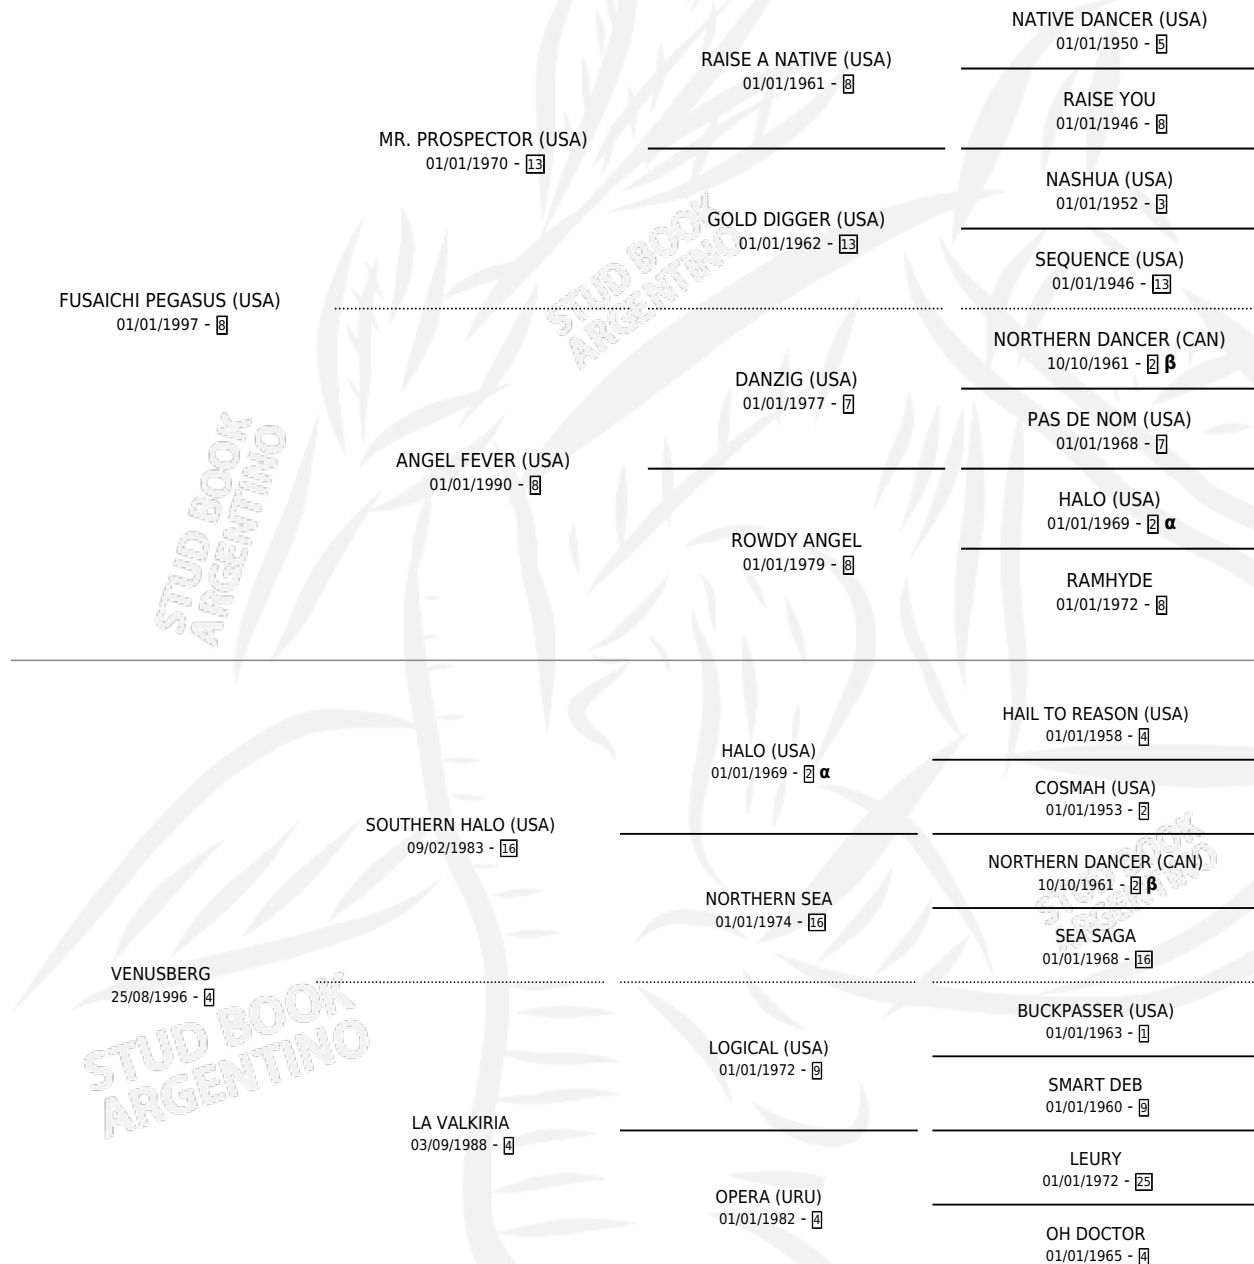 NATIVE DANCER (USA)
01/01/1950 - 5
RAISE A NATIVE (USA)
01/01/1961 - 8
RAISE YOU
01/01/1946 - 8
MR. PROSPECTOR (USA)
01/01/1970 - 13
NASHUA (USA)
01/01/1952 - 3
GOLD DIGGER (USA)
01/01/1962 - 13
SEQUENCE (USA)
01/01/1946 - 13
FUSAICHI PEGASUS (USA)
01/01/1997 - 8
NORTHERN DANCER (CAN)
10/10/1961 - 2 β
DANZIG (USA)
01/01/1977 - 7
PAS DE NOM (USA)
01/01/1968 - 7
ANGEL FEVER (USA)
01/01/1990 - 8
HALO (USA)
01/01/1969 - 2 α
ROWDY ANGEL
01/01/1979 - 8
RAMHYDE
01/01/1972 - 8
STUD BOOK
ARGENTINO
STUD BOOK
ARGENTINO
HAIL TO REASON (USA)
01/01/1958 - 4
HALO (USA)
01/01/1969 - 2 α
COSMAH (USA)
01/01/1953 - 2
SOUTHERN HALO (USA)
09/02/1983 - 16
NORTHERN DANCER (CAN)
10/10/1961 - 2 β
NORTHERN SEA
01/01/1974 - 16
SEA SAGA
01/01/1968 - 16
VENUSBERG
25/08/1996 - 4
BUCKPASSER (USA)
01/01/1963 - 1
LOGICAL (USA)
01/01/1972 - 9
SMART DEB
01/01/1960 - 9
LA VALKIRIA
03/09/1988 - 4
LEURY
01/01/1972 - 25
OPERA (URU)
01/01/1982 - 4
OH DOCTOR
01/01/1965 - 4
STUD BOOK
ARGENTINO
STUD BOOK
ARGENTINO